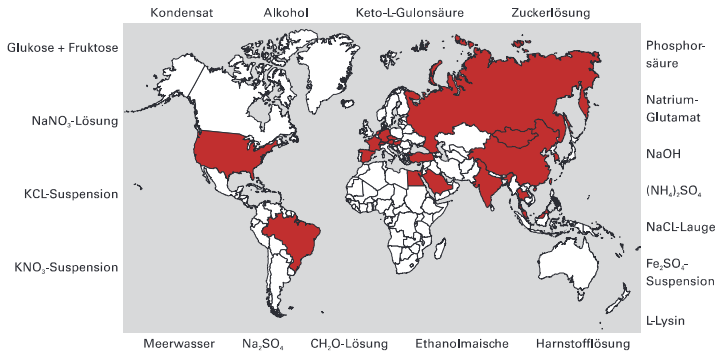 Kondensat Alkohol Keto-L-Gulonsäure Zuckerlösung
Glukose + Fruktose
NaNO₃-Lösung
KCL-Suspension
KNO₃-Suspension
Phosphor-
säure
Natrium-
Glutamat
NaOH
(NH₄)₂SO₄
NaCL-Lauge
Fe₂SO₄-
Suspension
L-Lysin
Meerwasser Na₂SO₄ CH₂O-Lösung Ethanolmaische Harnstofflösung